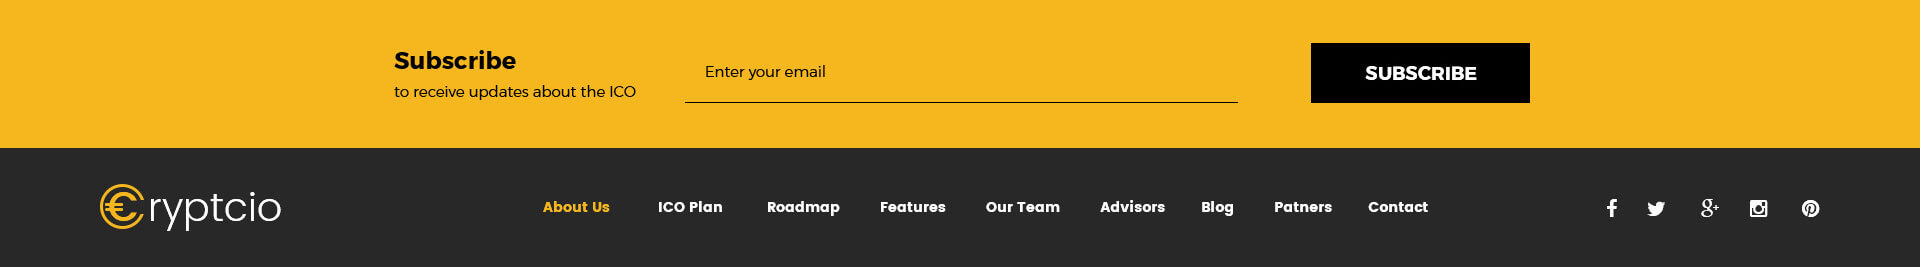 Subscribe
to receive updates about the ICO
Enter your email
SUBSCRIBE
€ryptcio
About Us ICO Plan Roadmap Features Our Team Advisors Blog Patners Contact